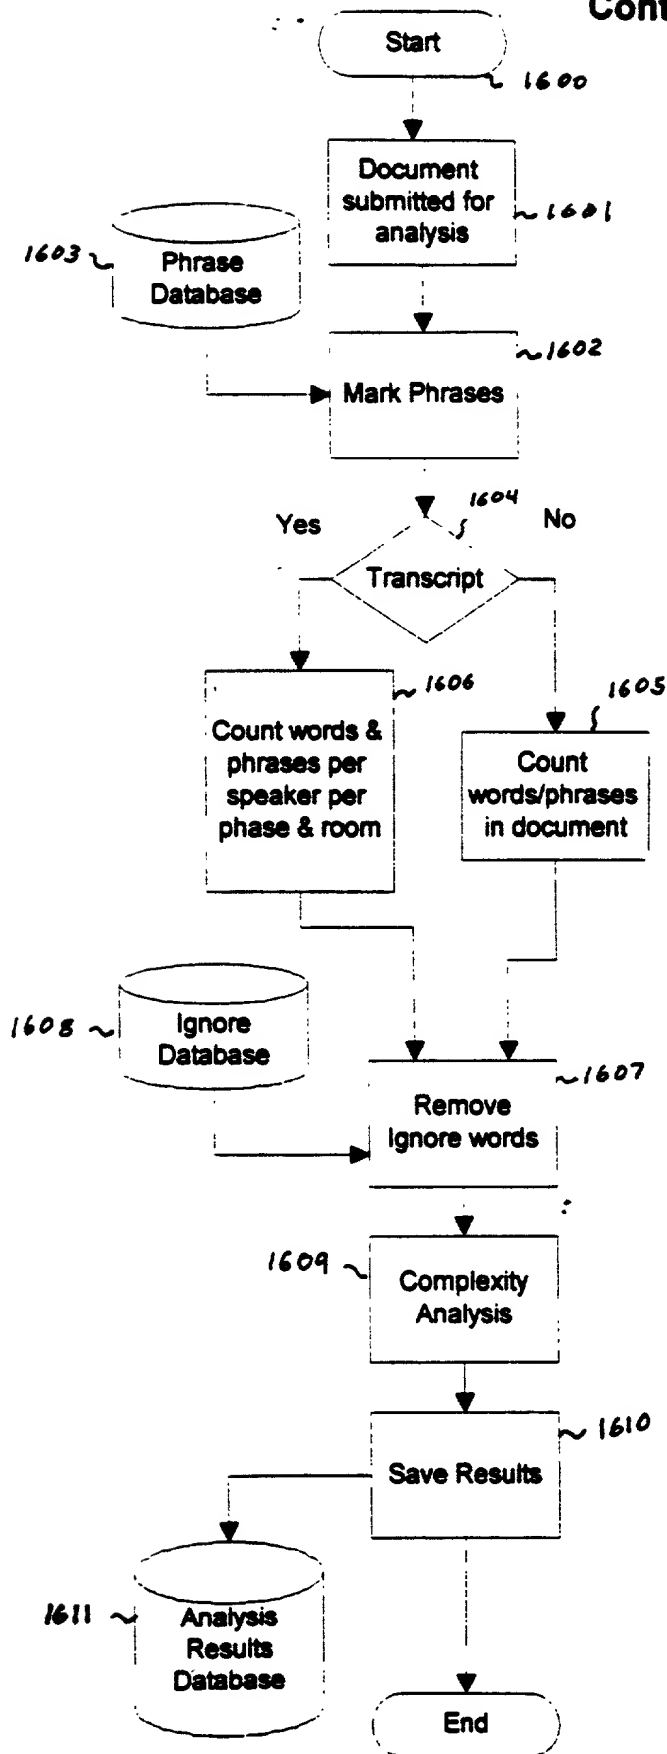 Cont
Start
1600
Document
submitted for
analysis
1601
1603
Phrase
Database
1602
Mark Phrases
1604
Yes
No
Transcript
1606
1605
Count words &
phrases per
speaker per
phase & room
Count
words/phrases
in document
1608
Ignore
Database
1607
Remove
Ignore words
1609
Complexity
Analysis
1610
Save Results
1611
Analysis
Results
Database
End